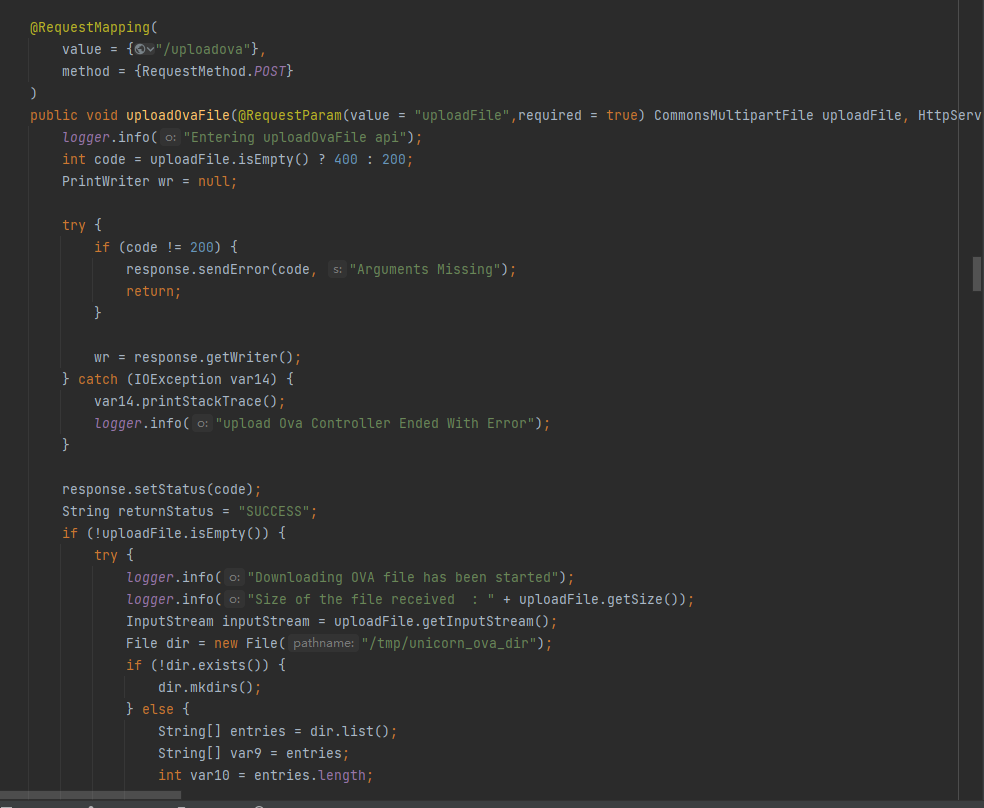 @RequestMapping(
value = {"/uploadova"},
method = {RequestMethod.POST}
)
public void uploadOvaFile(@RequestParam(value = "uploadFile",required = true) CommonsMultipartFile uploadFile, HttpServ
logger.info( o: "Entering uploadOvaFile api");
int code = uploadFile.isEmpty() ? 400 : 200;
PrintWriter wr = null;
try {
if (code != 200) {
response.sendError(code, s: "Arguments Missing");
return;
}
wr = response.getWriter();
} catch (IOException var14) {
var14.printStackTrace();
logger.info( o: "upload Ova Controller Ended With Error");
}
response.setStatus(code);
String returnStatus = "SUCCESS";
if (!uploadFile.isEmpty()) {
try {
logger.info( o: "Downloading OVA file has been started");
logger.info( o: "Size of the file received  : " + uploadFile.getSize());
InputStream inputStream = uploadFile.getInputStream();
File dir = new File( pathname: "/tmp/unicorn_ova_dir");
if (!dir.exists()) {
dir.mkdirs();
} else {
String[] entries = dir.list();
String[] var9 = entries;
int var10 = entries.length;